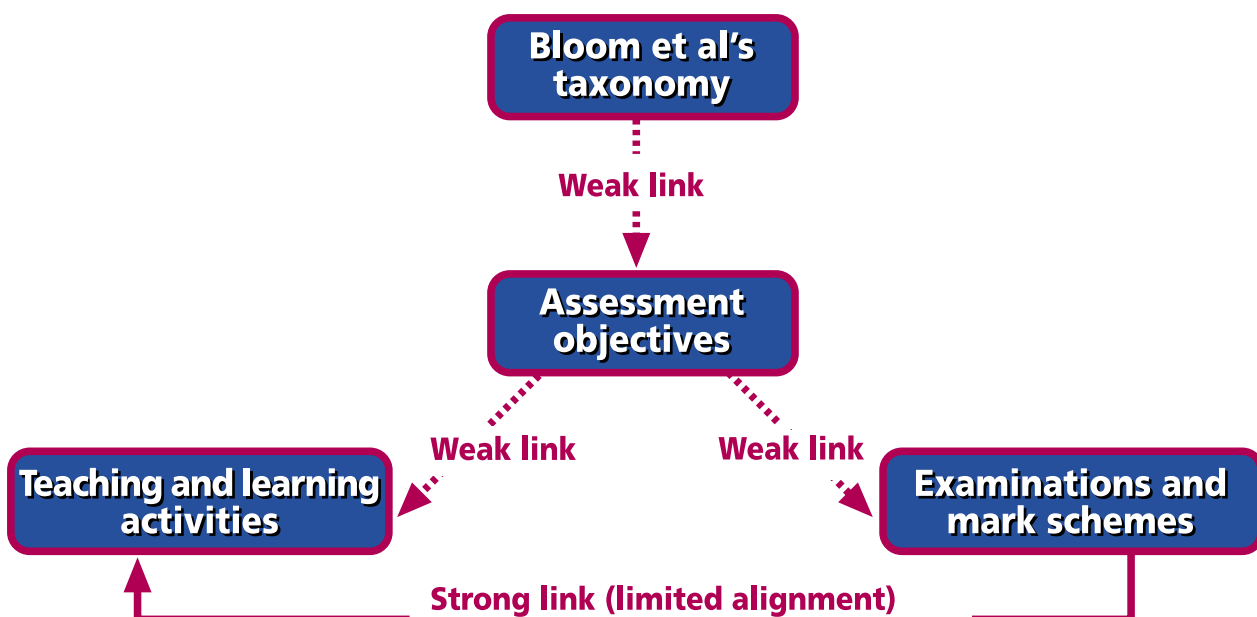 Bloom et al’s
taxonomy
Weak link
Assessment
objectives
Weak link
Weak link
Teaching and learning
activities
Examinations and
mark schemes
Strong link (limited alignment)